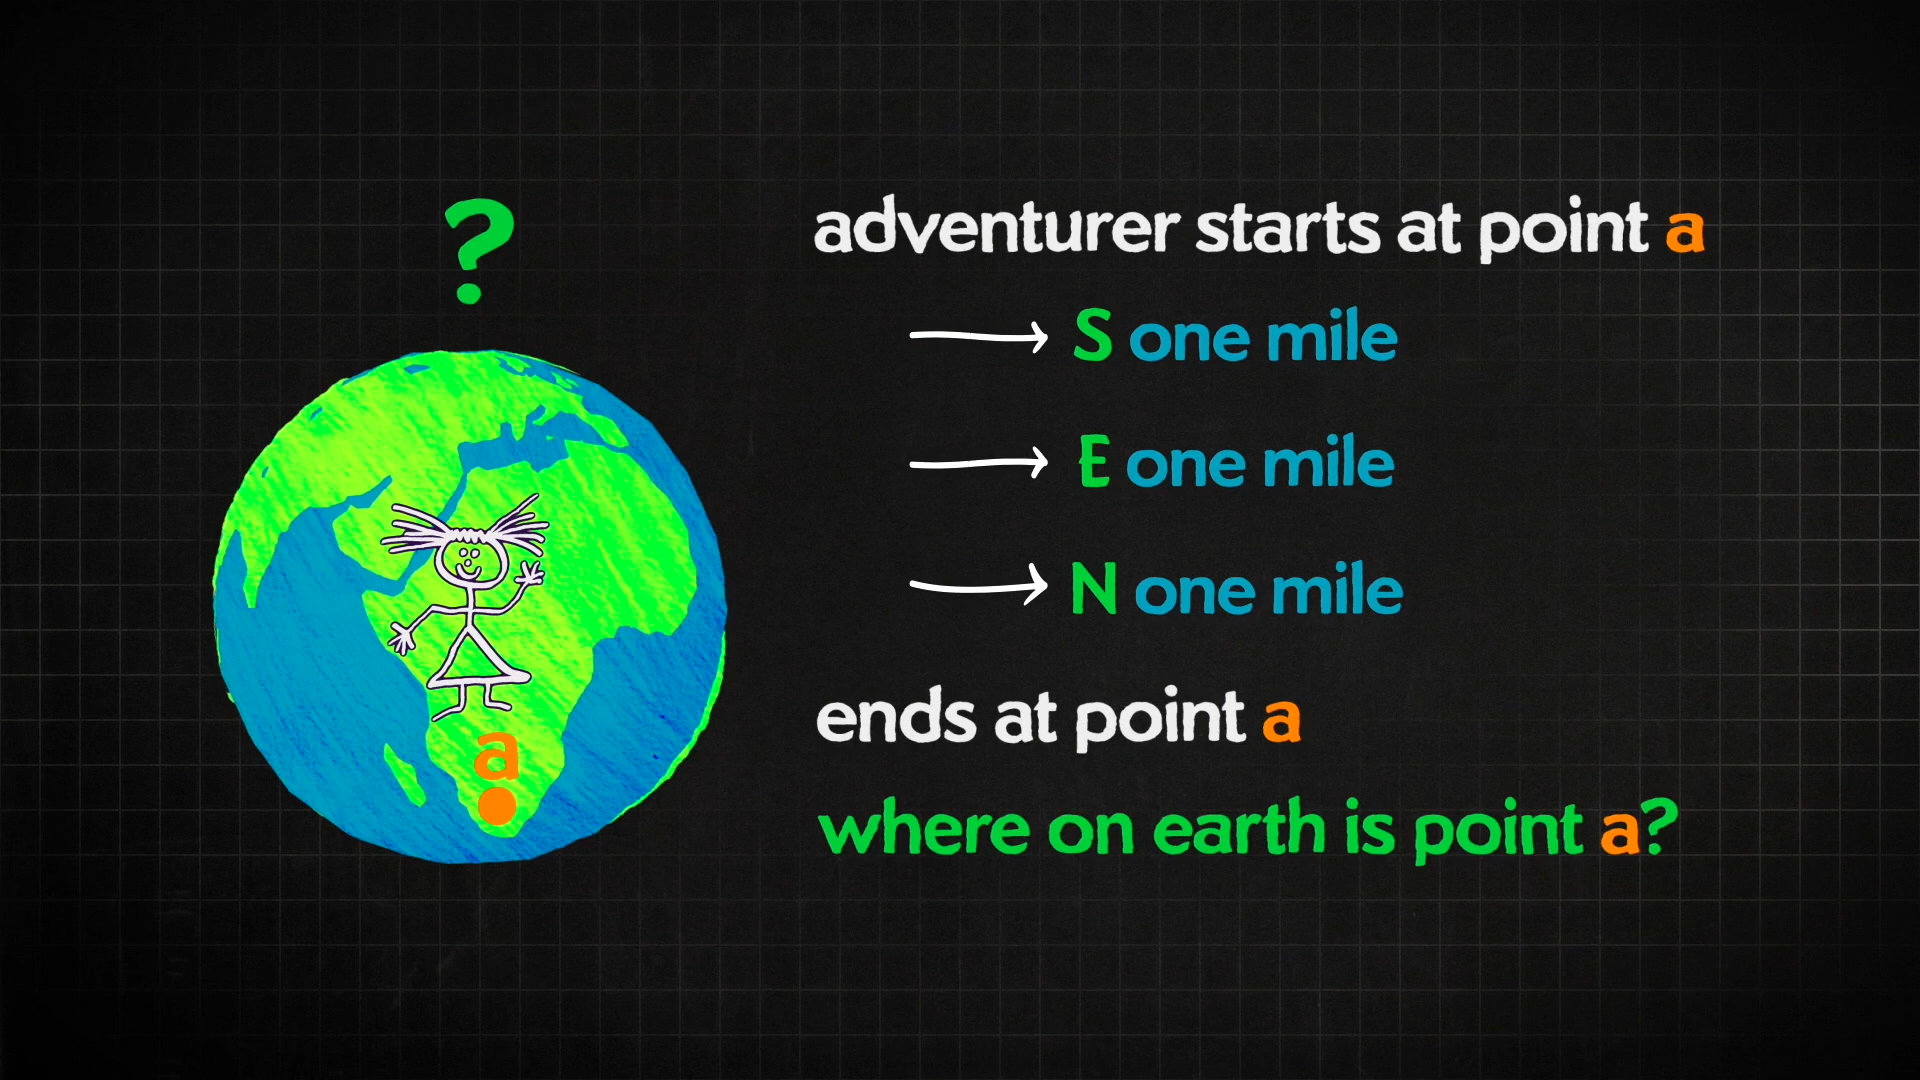 ?
adventurer starts at point a
S one mile
E one mile
N one mile
ends at point a
where on earth is point a?
a